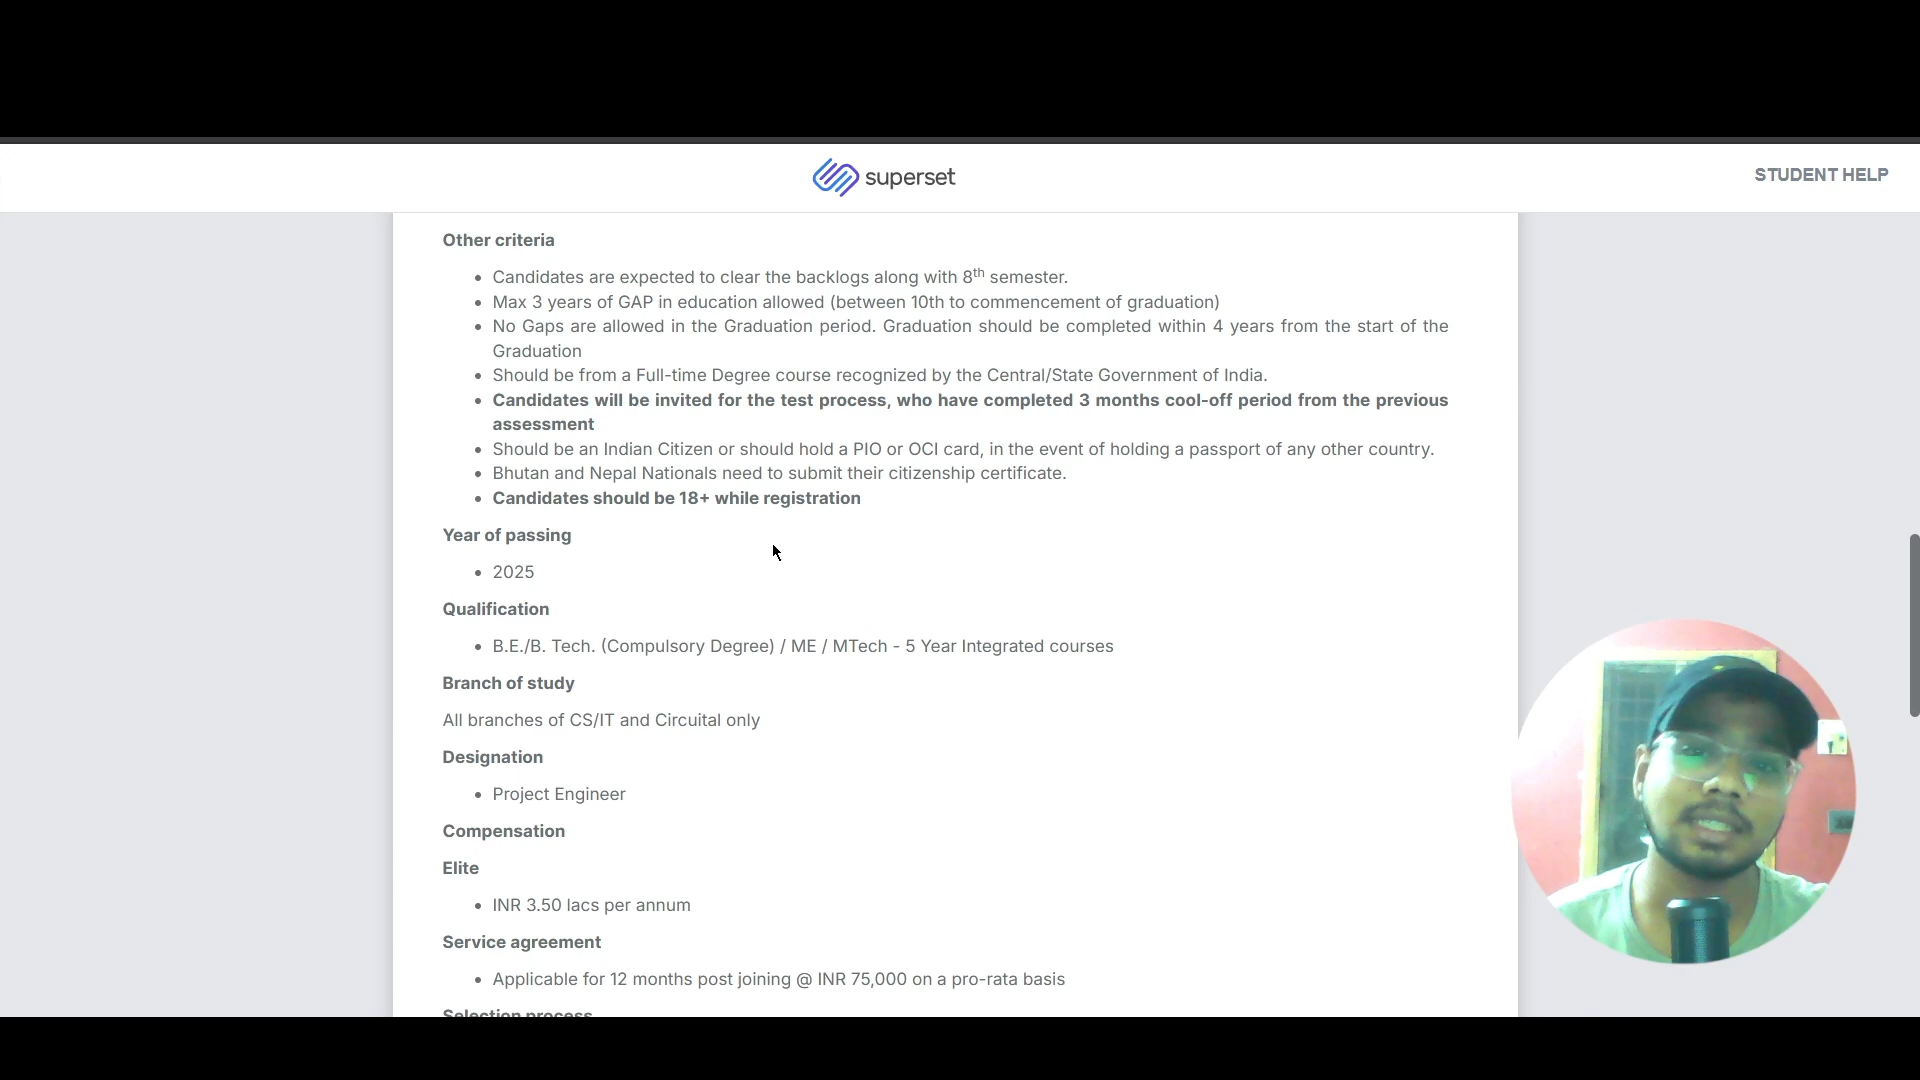 superset
STUDENT HELP
Other criteria
• Candidates are expected to clear the backlogs along with 8th semester.
• Max 3 years of GAP in education allowed (between 10th to commencement of graduation)
• No Gaps are allowed in the Graduation period. Graduation should be completed within 4 years from the start of the
Graduation
• Should be from a Full-time Degree course recognized by the Central/State Government of India.
• Candidates will be invited for the test process, who have completed 3 months cool-off period from the previous
assessment
• Should be an Indian Citizen or should hold a PIO or OCI card, in the event of holding a passport of any other country.
• Bhutan and Nepal Nationals need to submit their citizenship certificate.
• Candidates should be 18+ while registration
Year of passing
• 2025
Qualification
• B.E./B. Tech. (Compulsory Degree) / ME / MTech - 5 Year Integrated courses
Branch of study
All branches of CS/IT and Circuital only
Designation
• Project Engineer
Compensation
Elite
• INR 3.50 lacs per annum
Service agreement
• Applicable for 12 months post joining @ INR 75,000 on a pro-rata basis
Selection process